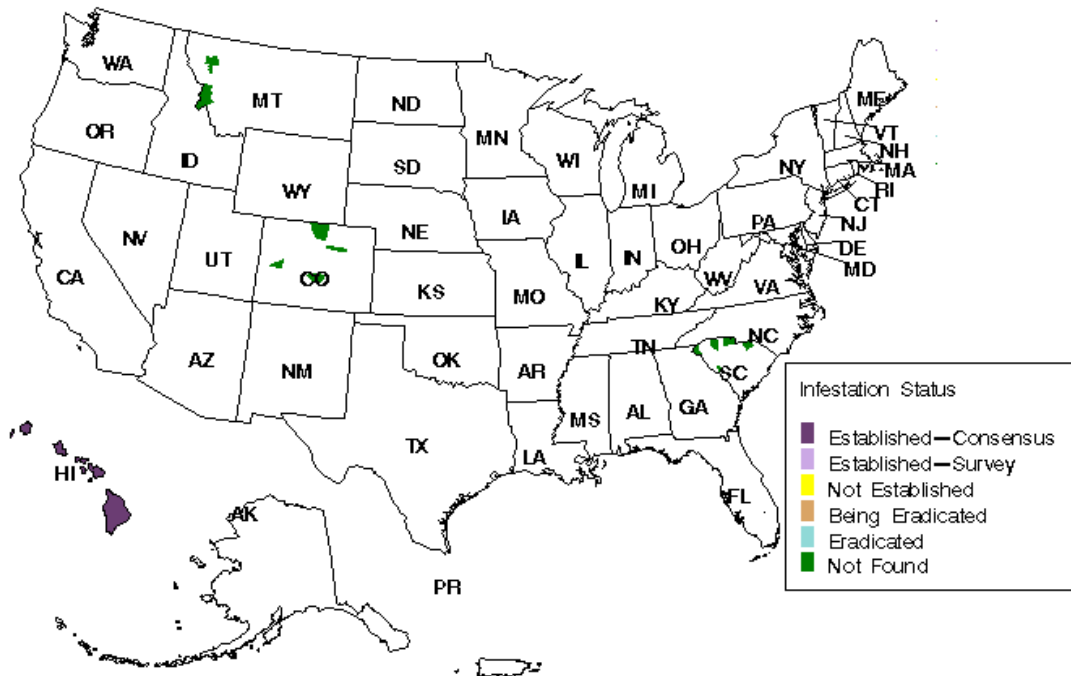 WA
MT
ND
MN
ME
VT
NH
MA
RI
CT
NY
OR
ID
SD
WI
MI
WY
IA
NE
PA
NJ
DE
MD
NV
UT
CO
IL
IN
OH
WV
VA
CA
KS
MO
KY
NC
TN
AZ
NM
OK
AR
SC
MS
AL
GA
TX
LA
FL
HI
AK
PR
Infestation Status
Established—Consensus
Established—Survey
Not Established
Being Eradicated
Eradicated
Not Found